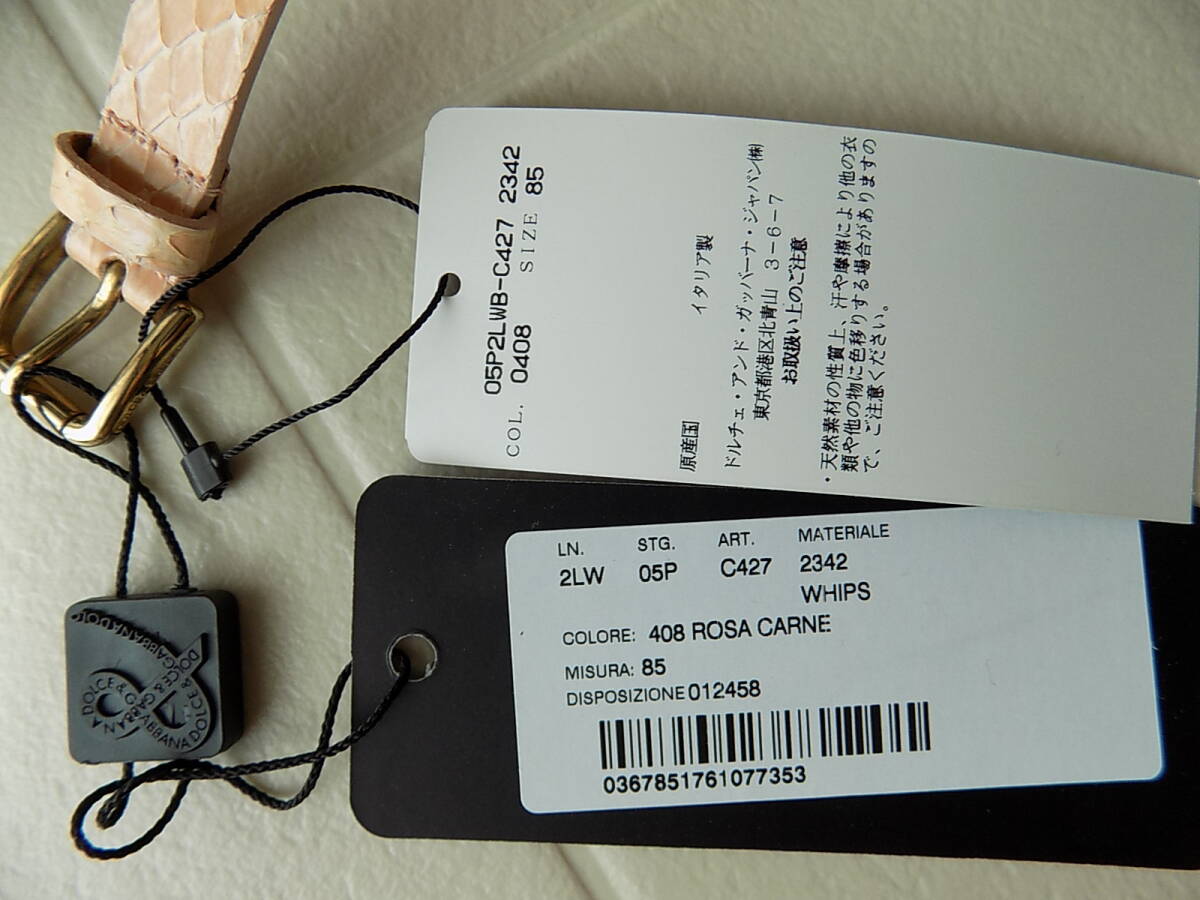 05P2LWB-C427 2342
COL. 0408 SIZE 85
原産国 イタリア製
ドルチェ・アンド・ガッバーナ・ジャパン㈱
東京都港区北青山 3-6-7
お取扱い上のご注意
・天然素材の性質上、汗や摩擦により他の衣
類や他の物に色移りする場合がありますの
で、ご注意ください。
LN. STG. ART. MATERIALE
2LW 05P C427 2342
WHIPS
COLORE: 408 ROSA CARNE
MISURA: 85
DISPOSIZIONE 012458
0367851761077353
DOLCE&GABBANA
DOLCE&GABBANA